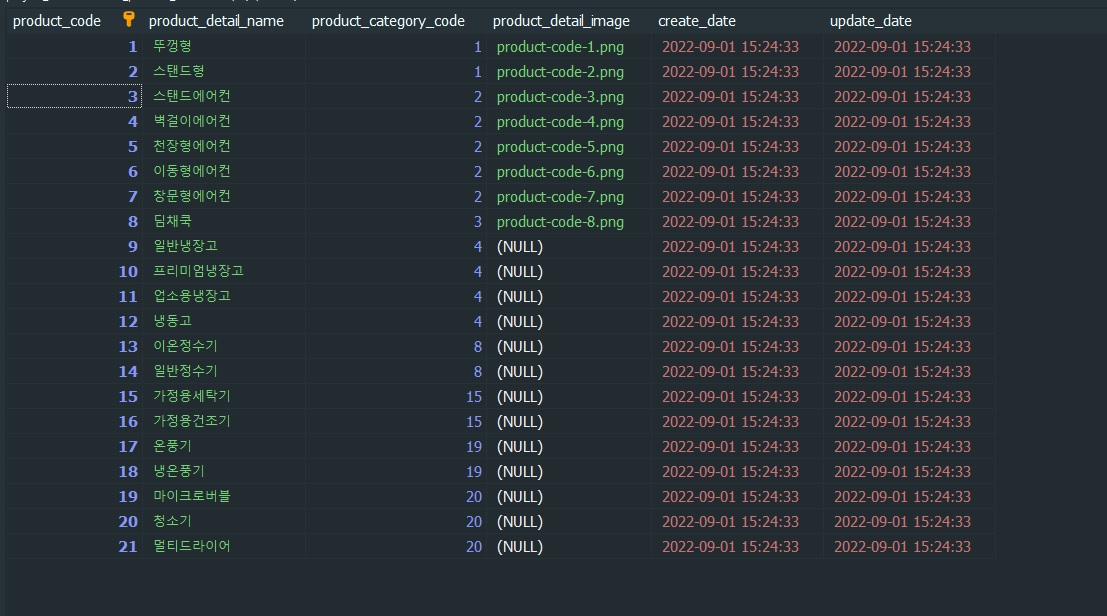 product_code product_detail_name product_category_code product_detail_image create_date update_date
1 뚜껑형 1 product-code-1.png 2022-09-01 15:24:33 2022-09-01 15:24:33
2 스탠드형 1 product-code-2.png 2022-09-01 15:24:33 2022-09-01 15:24:33
3 스탠드에어컨 2 product-code-3.png 2022-09-01 15:24:33 2022-09-01 15:24:33
4 벽걸이에어컨 2 product-code-4.png 2022-09-01 15:24:33 2022-09-01 15:24:33
5 천장형에어컨 2 product-code-5.png 2022-09-01 15:24:33 2022-09-01 15:24:33
6 이동형에어컨 2 product-code-6.png 2022-09-01 15:24:33 2022-09-01 15:24:33
7 창문형에어컨 2 product-code-7.png 2022-09-01 15:24:33 2022-09-01 15:24:33
8 딤채쿡 3 product-code-8.png 2022-09-01 15:24:33 2022-09-01 15:24:33
9 일반냉장고 4 (NULL) 2022-09-01 15:24:33 2022-09-01 15:24:33
10 프리미엄냉장고 4 (NULL) 2022-09-01 15:24:33 2022-09-01 15:24:33
11 업소용냉장고 4 (NULL) 2022-09-01 15:24:33 2022-09-01 15:24:33
12 냉동고 4 (NULL) 2022-09-01 15:24:33 2022-09-01 15:24:33
13 이온정수기 8 (NULL) 2022-09-01 15:24:33 2022-09-01 15:24:33
14 일반정수기 8 (NULL) 2022-09-01 15:24:33 2022-09-01 15:24:33
15 가정용세탁기 15 (NULL) 2022-09-01 15:24:33 2022-09-01 15:24:33
16 가정용건조기 15 (NULL) 2022-09-01 15:24:33 2022-09-01 15:24:33
17 온풍기 19 (NULL) 2022-09-01 15:24:33 2022-09-01 15:24:33
18 냉온풍기 19 (NULL) 2022-09-01 15:24:33 2022-09-01 15:24:33
19 마이크로버블 20 (NULL) 2022-09-01 15:24:33 2022-09-01 15:24:33
20 청소기 20 (NULL) 2022-09-01 15:24:33 2022-09-01 15:24:33
21 멀티드라이어 20 (NULL) 2022-09-01 15:24:33 2022-09-01 15:24:33